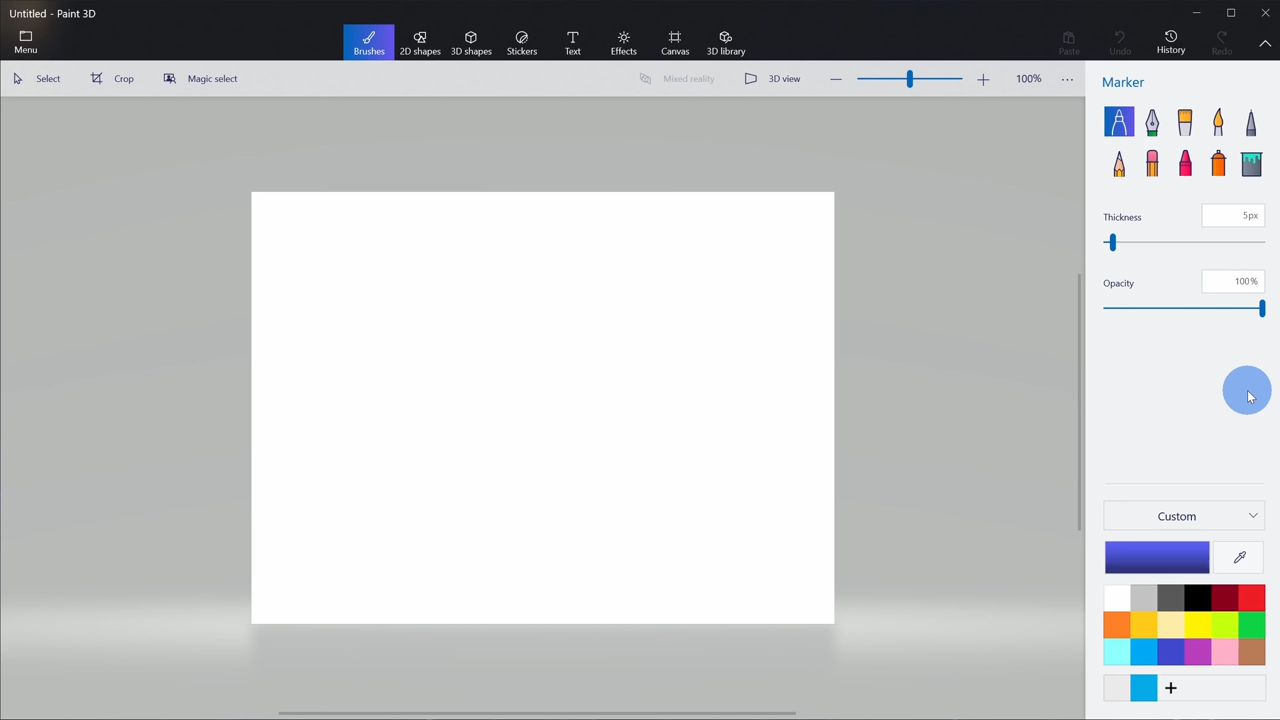 Untitled - Paint 3D
Menu
Brushes 2D shapes 3D shapes Stickers Text Effects Canvas 3D library
Paste Undo History Redo
Select Crop Magic select
Mixed reality 3D view 100%
Marker
Thickness 5px
Opacity 100%
Custom